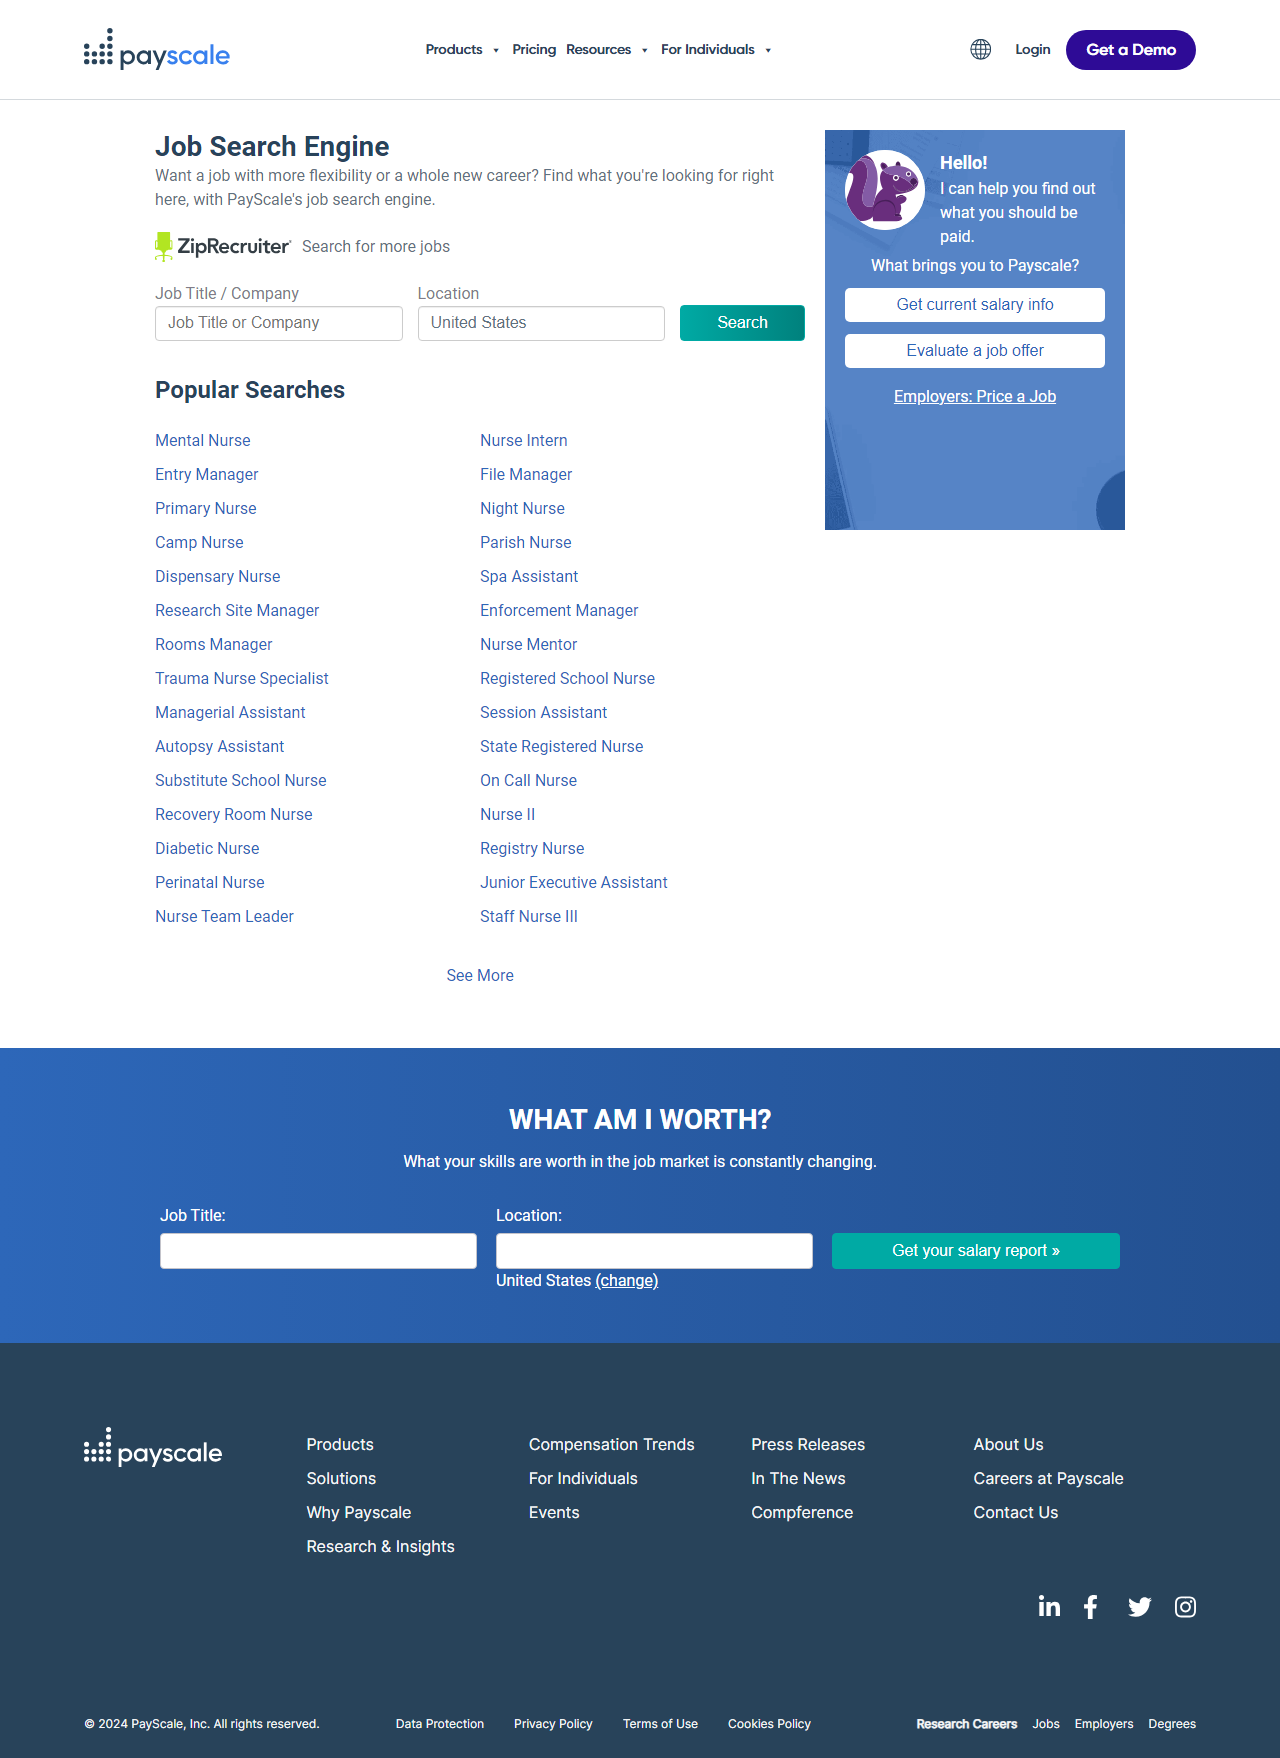 payscale
Products Pricing Resources For Individuals
Login
Get a Demo
Job Search Engine
Want a job with more flexibility or a whole new career? Find what you're looking for right
here, with PayScale's job search engine.
ZipRecruiter Search for more jobs
Job Title / Company Location
Job Title or Company United States Search
Hello!
I can help you find out
what you should be
paid.
What brings you to Payscale?
Get current salary info
Evaluate a job offer
Employers: Price a Job
Popular Searches
Mental Nurse Nurse Intern
Entry Manager File Manager
Primary Nurse Night Nurse
Camp Nurse Parish Nurse
Dispensary Nurse Spa Assistant
Research Site Manager Enforcement Manager
Rooms Manager Nurse Mentor
Trauma Nurse Specialist Registered School Nurse
Managerial Assistant Session Assistant
Autopsy Assistant State Registered Nurse
Substitute School Nurse On Call Nurse
Recovery Room Nurse Nurse II
Diabetic Nurse Registry Nurse
Perinatal Nurse Junior Executive Assistant
Nurse Team Leader Staff Nurse III
See More
WHAT AM I WORTH?
What your skills are worth in the job market is constantly changing.
Job Title: Location:
Get your salary report »
United States (change)
payscale
Products Compensation Trends Press Releases About Us
Solutions For Individuals In The News Careers at Payscale
Why Payscale Events Compference Contact Us
Research & Insights
© 2024 PayScale, Inc. All rights reserved. Data Protection Privacy Policy Terms of Use Cookies Policy Research Careers Jobs Employers Degrees